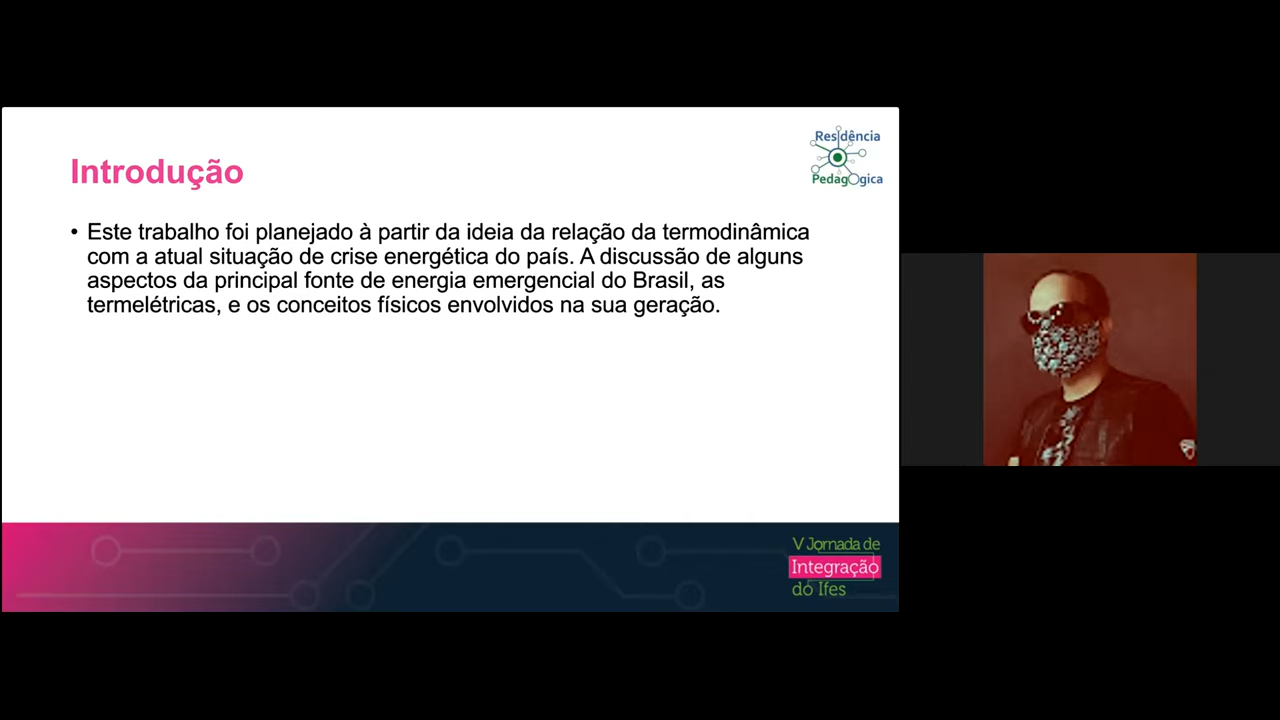 Residência
Pedagógica
Introdução
• Este trabalho foi planejado à partir da ideia da relação da termodinâmica
com a atual situação de crise energética do país. A discussão de alguns
aspectos da principal fonte de energia emergencial do Brasil, as
termelétricas, e os conceitos físicos envolvidos na sua geração.
V Jornada de
Integração
do Ifes